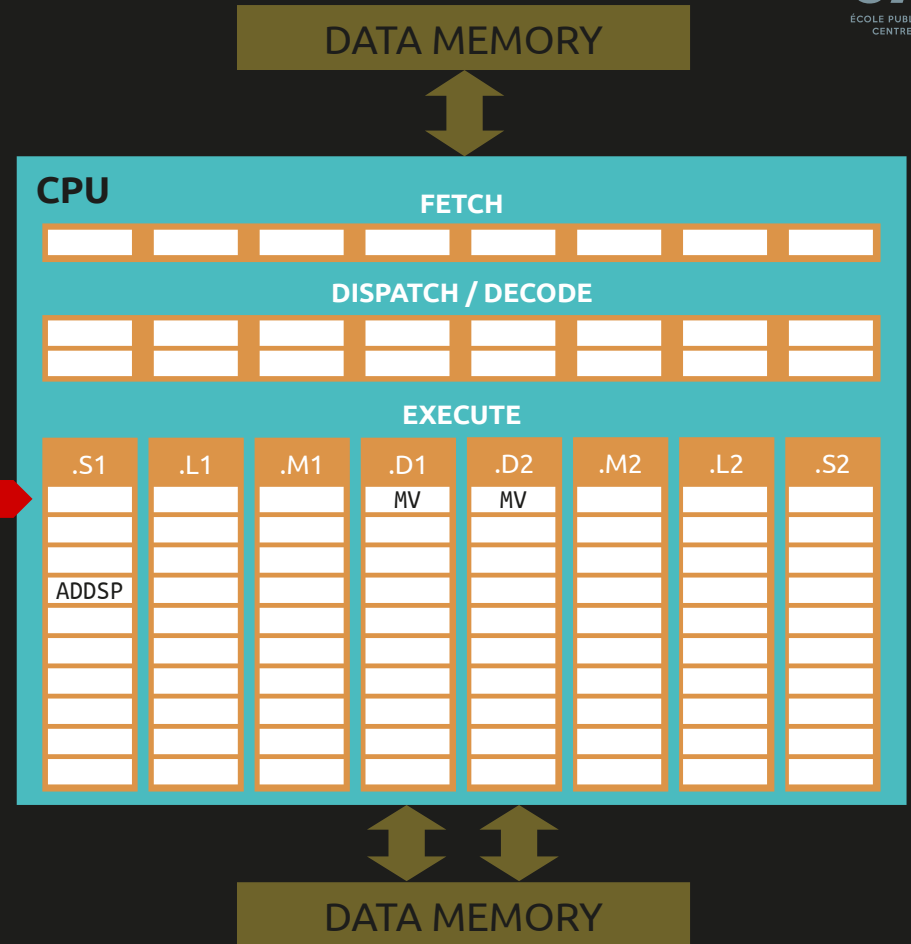 ÉCOLE PUBL
CENTRE
DATA MEMORY
CPU
FETCH
DISPATCH / DECODE
EXECUTE
.S1 .L1 .M1 .D1 .D2 .M2 .L2 .S2
MV MV
ADDSP
DATA MEMORY